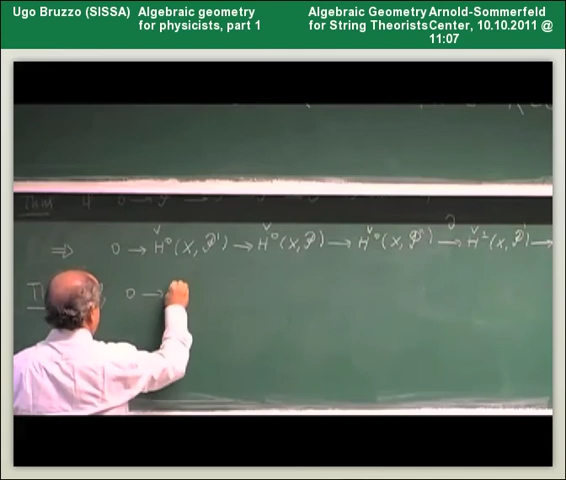 Ugo Bruzzo (SISSA)
Algebraic geometry
for physicists, part 1
Algebraic Geometry
for String Theorists
Arnold-Sommerfeld
Center, 10.10.2011 @
11:07
Thm
⇒ 0 → Ȟ⁰(X, 𝒫') → Ȟ⁰(X, 𝒫) → Ȟ⁰(X, 𝒫'') →∂ Ȟ¹(X, 𝒫') →
0 →